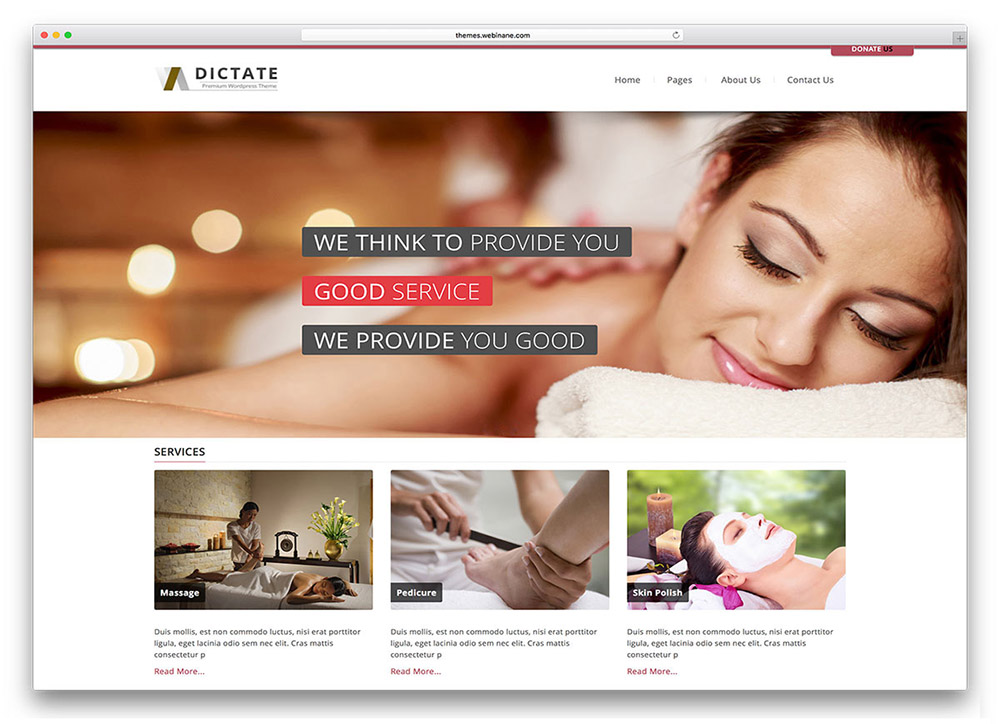 themes.webinane.com
DONATE US
DICTATE
Premium Wordpress Theme
Home Pages About Us Contact Us
WE THINK TO PROVIDE YOU
GOOD SERVICE
WE PROVIDE YOU GOOD
SERVICES
Massage
Pedicure
Skin Polish
Duis mollis, est non commodo luctus, nisi erat porttitor
ligula, eget lacinia odio sem nec elit. Cras mattis
consectetur p
Read More...
Duis mollis, est non commodo luctus, nisi erat porttitor
ligula, eget lacinia odio sem nec elit. Cras mattis
consectetur p
Read More...
Duis mollis, est non commodo luctus, nisi erat porttitor
ligula, eget lacinia odio sem nec elit. Cras mattis
consectetur p
Read More...